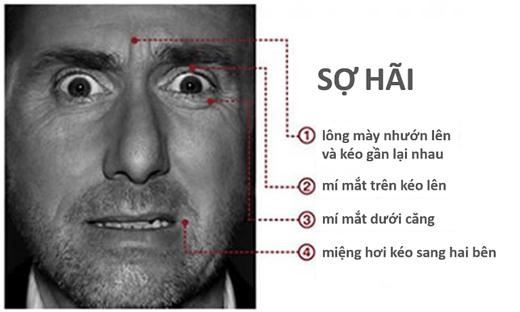 SỢ HÃI
1 lông mày nhướn lên
và kéo gần lại nhau
2 mí mắt trên kéo lên
3 mí mắt dưới căng
4 miệng hơi kéo sang hai bên